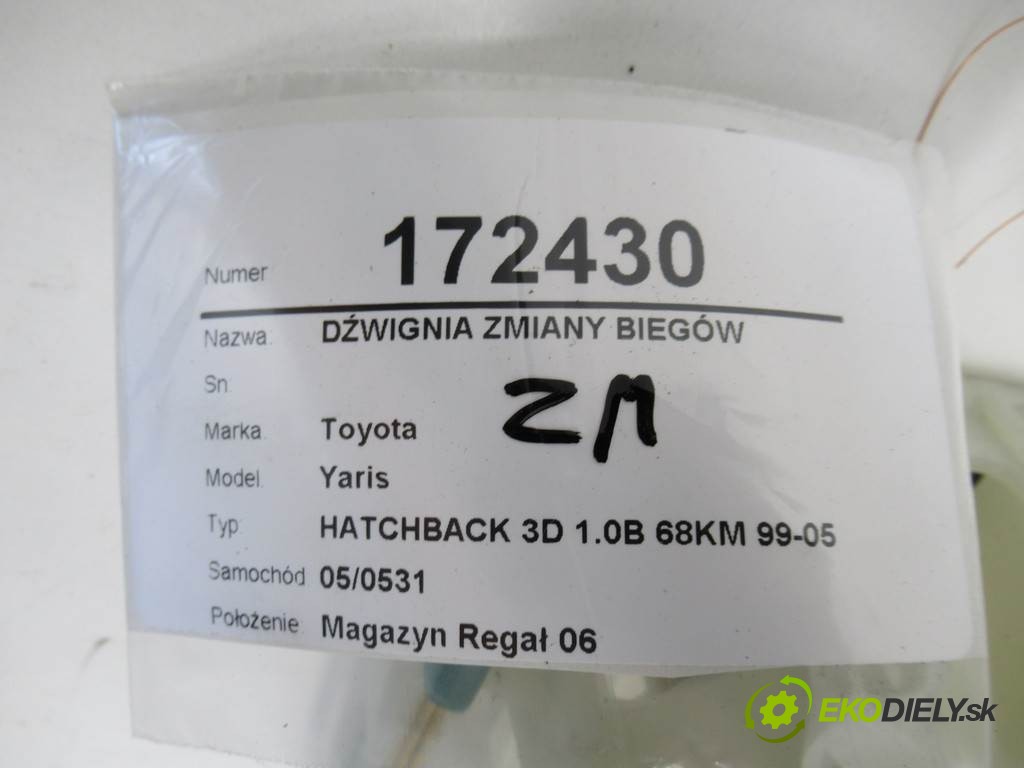 Numer 172430
Nazwa: DŹWIGNIA ZMIANY BIEGÓW
Sn:
ZM
Marka: Toyota
Model: Yaris
Typ: HATCHBACK 3D 1.0B 68KM 99-05
Samochód 05/0531
Położenie: Magazyn Regał 06
EKODIELY.sk